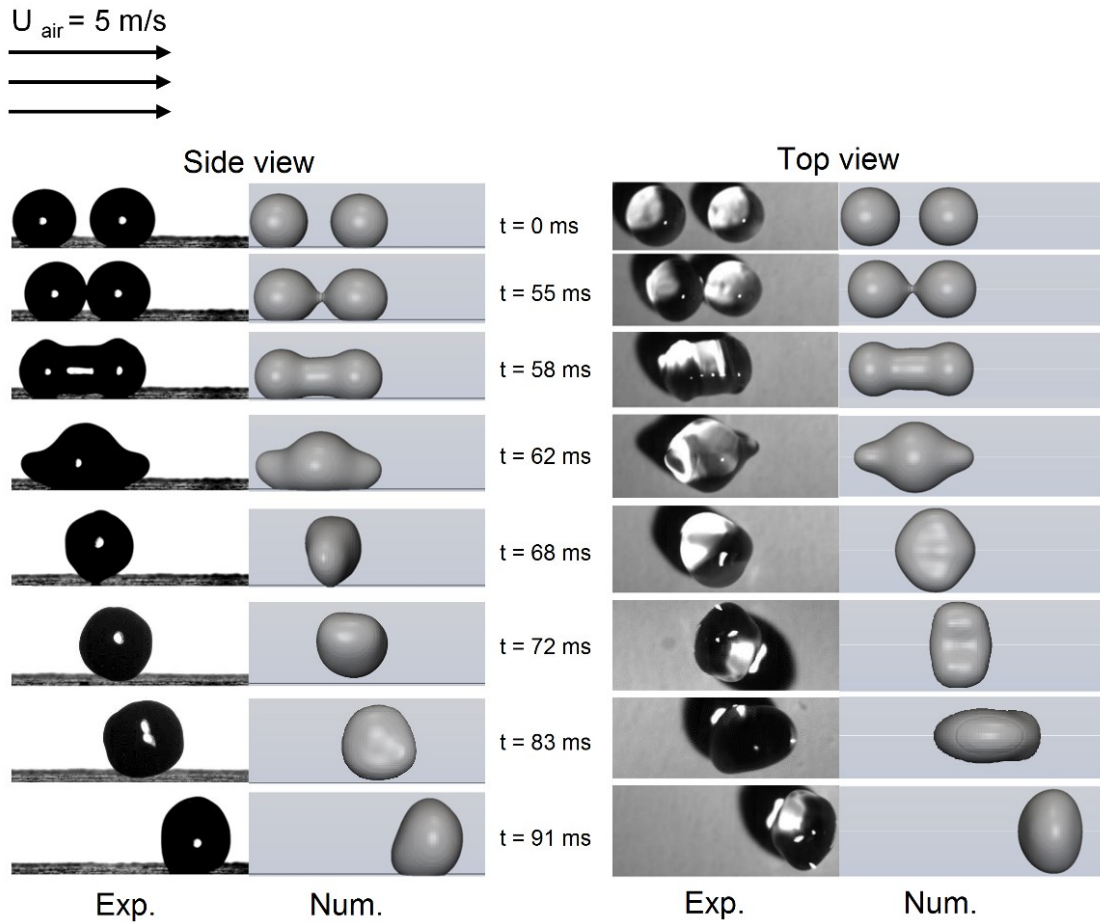 U air = 5 m/s
Side view
Top view
t = 0 ms
t = 55 ms
t = 58 ms
t = 62 ms
t = 68 ms
t = 72 ms
t = 83 ms
t = 91 ms
Exp.
Num.
Exp.
Num.